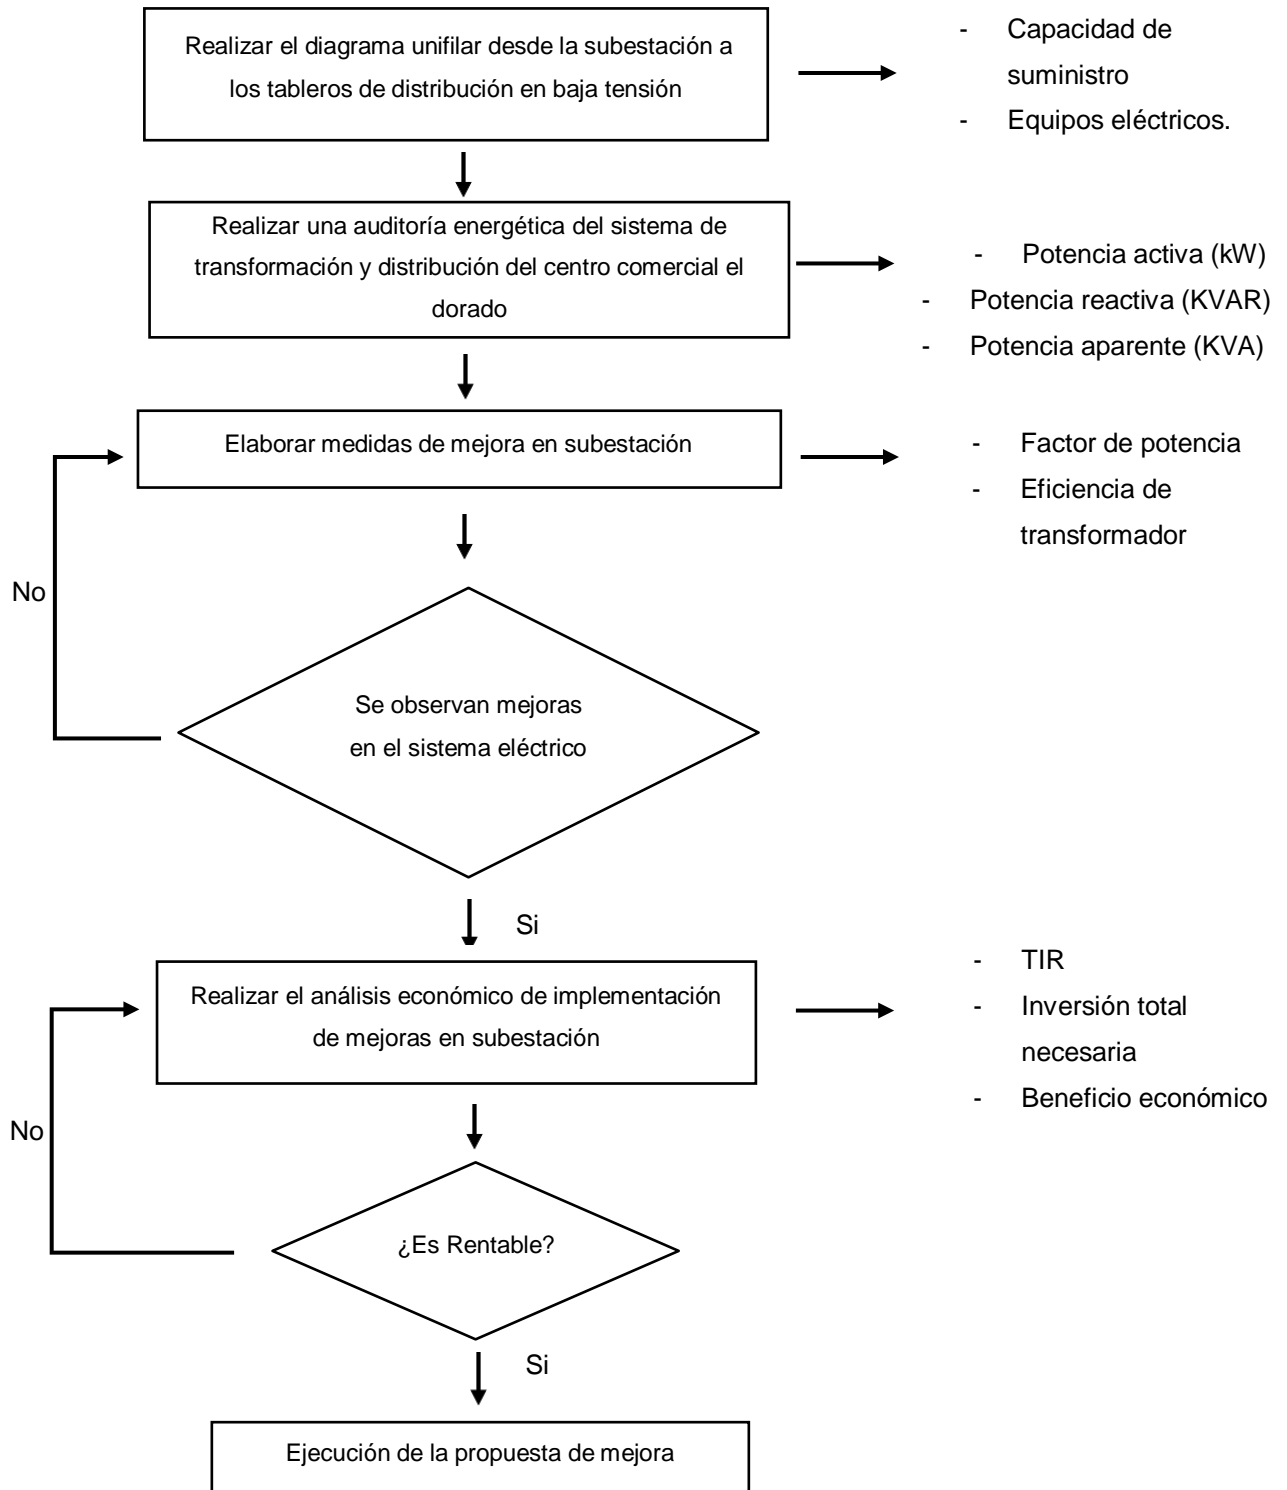 Realizar el diagrama unifilar desde la subestación a
los tableros de distribución en baja tensión
- Capacidad de
suministro
- Equipos eléctricos.
Realizar una auditoría energética del sistema de
transformación y distribución del centro comercial el
dorado
- Potencia activa (kW)
- Potencia reactiva (KVAR)
- Potencia aparente (KVA)
Elaborar medidas de mejora en subestación
- Factor de potencia
- Eficiencia de
transformador
No
Se observan mejoras
en el sistema eléctrico
Si
Realizar el análisis económico de implementación
de mejoras en subestación
- TIR
- Inversión total
necesaria
- Beneficio económico
No
¿Es Rentable?
Si
Ejecución de la propuesta de mejora